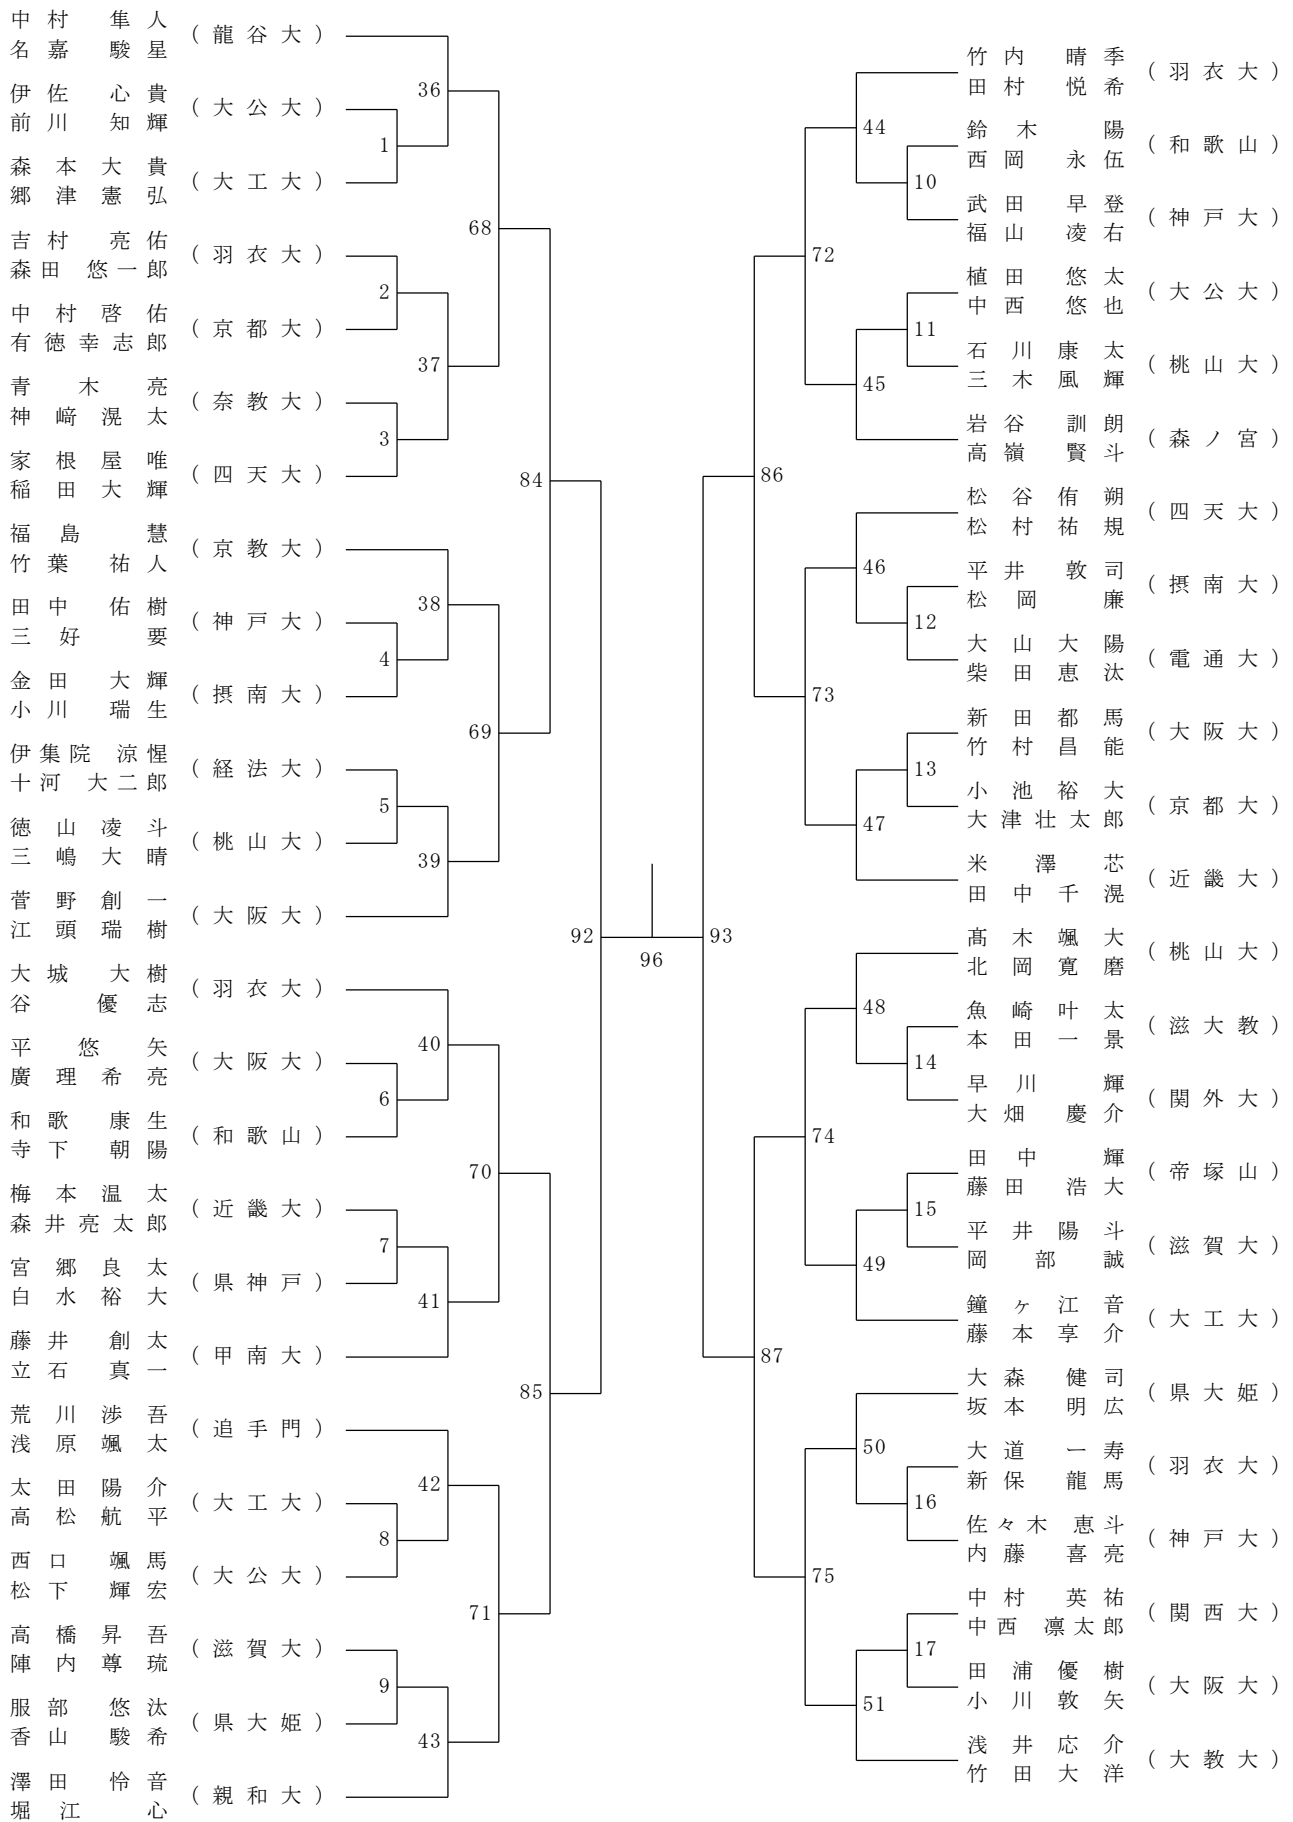 中村 隼人
名嘉 駿星
(龍谷大)
伊佐 心貴
前川 知輝
(大公大)
森本大貴
郷津憲弘
(大工大)
吉村 亮佑
森田 悠一郎
(羽衣大)
中村啓佑
有徳幸志郎
(京都大)
青木 亮
神﨑滉太
(奈教大)
家根屋唯
稲田大輝
(四天大)
福島 慧
竹葉 祐人
(京教大)
田中 佑樹
三好 要
(神戸大)
金田 大輝
小川 瑞生
(摂南大)
伊集院 涼惺
十河 大二郎
(経法大)
徳山凌斗
三嶋大晴
(桃山大)
菅野創一
江頭瑞樹
(大阪大)
大城 大樹
谷 優志
(羽衣大)
平 悠矢
廣理希亮
(大阪大)
和歌 康生
寺下 朝陽
(和歌山)
梅本温太
森井亮太郎
(近畿大)
宮郷良太
白水裕大
(県神戸)
藤井 創太
立石 真一
(甲南大)
荒川渉吾
浅原颯太
(追手門)
太田陽介
高松航平
(大工大)
西口 颯馬
松下 輝宏
(大公大)
高橋昇吾
陣内尊琉
(滋賀大)
服部 悠汰
香山 駿希
(県大姫)
澤田 怜音
堀江 心
(親和大)
36
1
68
2
37
3
84
38
4
69
5
39
92
40
6
70
7
41
85
42
8
71
9
43
96
93
44
10
72
11
45
86
46
12
73
13
47
48
14
74
15
49
87
50
16
75
17
51
竹内 晴季
田村 悦希
(羽衣大)
鈴木 陽
西岡 永伍
(和歌山)
武田 早登
福山 凌右
(神戸大)
植田 悠太
中西 悠也
(大公大)
石川康太
三木風輝
(桃山大)
岩谷 訓朗
高嶺 賢斗
(森ノ宮)
松谷侑朔
松村祐規
(四天大)
平井 敦司
松岡 廉
(摂南大)
大山大陽
柴田恵汰
(電通大)
新田都馬
竹村昌能
(大阪大)
小池裕大
大津壮太郎
(京都大)
米澤 芯
田中千滉
(近畿大)
髙木颯大
北岡寛磨
(桃山大)
魚崎叶太
本田一景
(滋大教)
早川 輝
大畑 慶介
(関外大)
田中 輝
藤田 浩大
(帝塚山)
平井陽斗
岡部 誠
(滋賀大)
鐘ヶ江音
藤本享介
(大工大)
大森 健司
坂本 明広
(県大姫)
大道 一寿
新保 龍馬
(羽衣大)
佐々木 恵斗
内藤 喜亮
(神戸大)
中村 英祐
中西 凛太郎
(関西大)
田浦優樹
小川敦矢
(大阪大)
浅井応介
竹田大洋
(大教大)